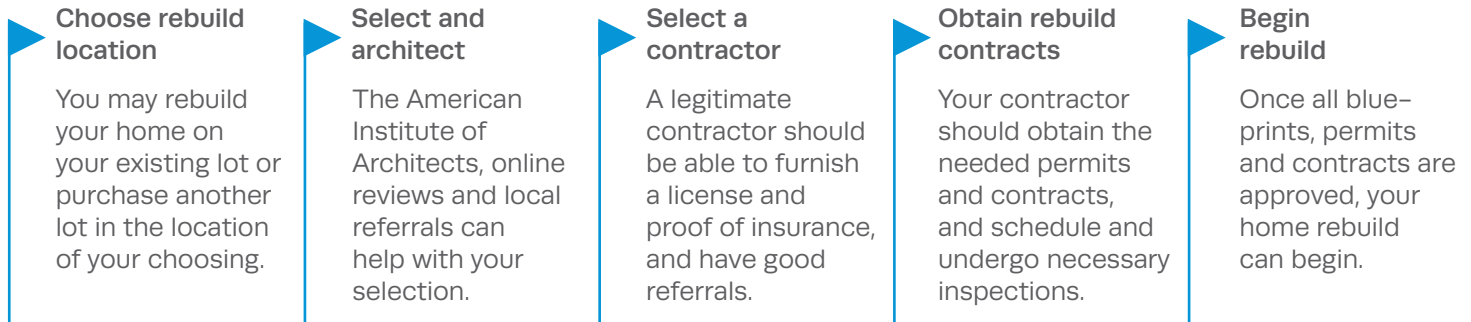 Choose rebuild
location
You may rebuild
your home on
your existing lot or
purchase another
lot in the location
of your choosing.
Select and
architect
The American
Institute of
Architects, online
reviews and local
referrals can
help with your
selection.
Select a
contractor
A legitimate
contractor should
be able to furnish
a license and
proof of insurance,
and have good
referrals.
Obtain rebuild
contracts
Your contractor
should obtain the
needed permits
and contracts,
and schedule and
undergo necessary
inspections.
Begin
rebuild
Once all blue-
prints, permits
and contracts are
approved, your
home rebuild
can begin.